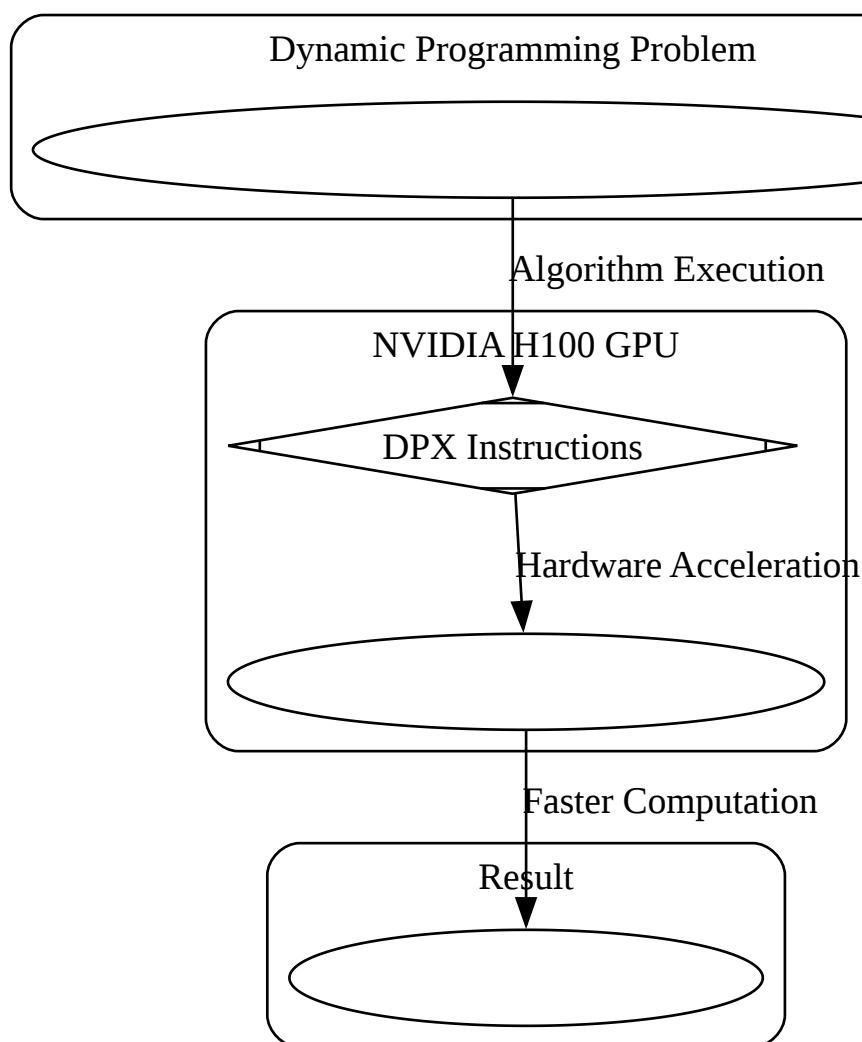 Dynamic Programming Problem
Algorithm Execution
NVIDIA H100 GPU
DPX Instructions
Hardware Acceleration
Faster Computation
Result